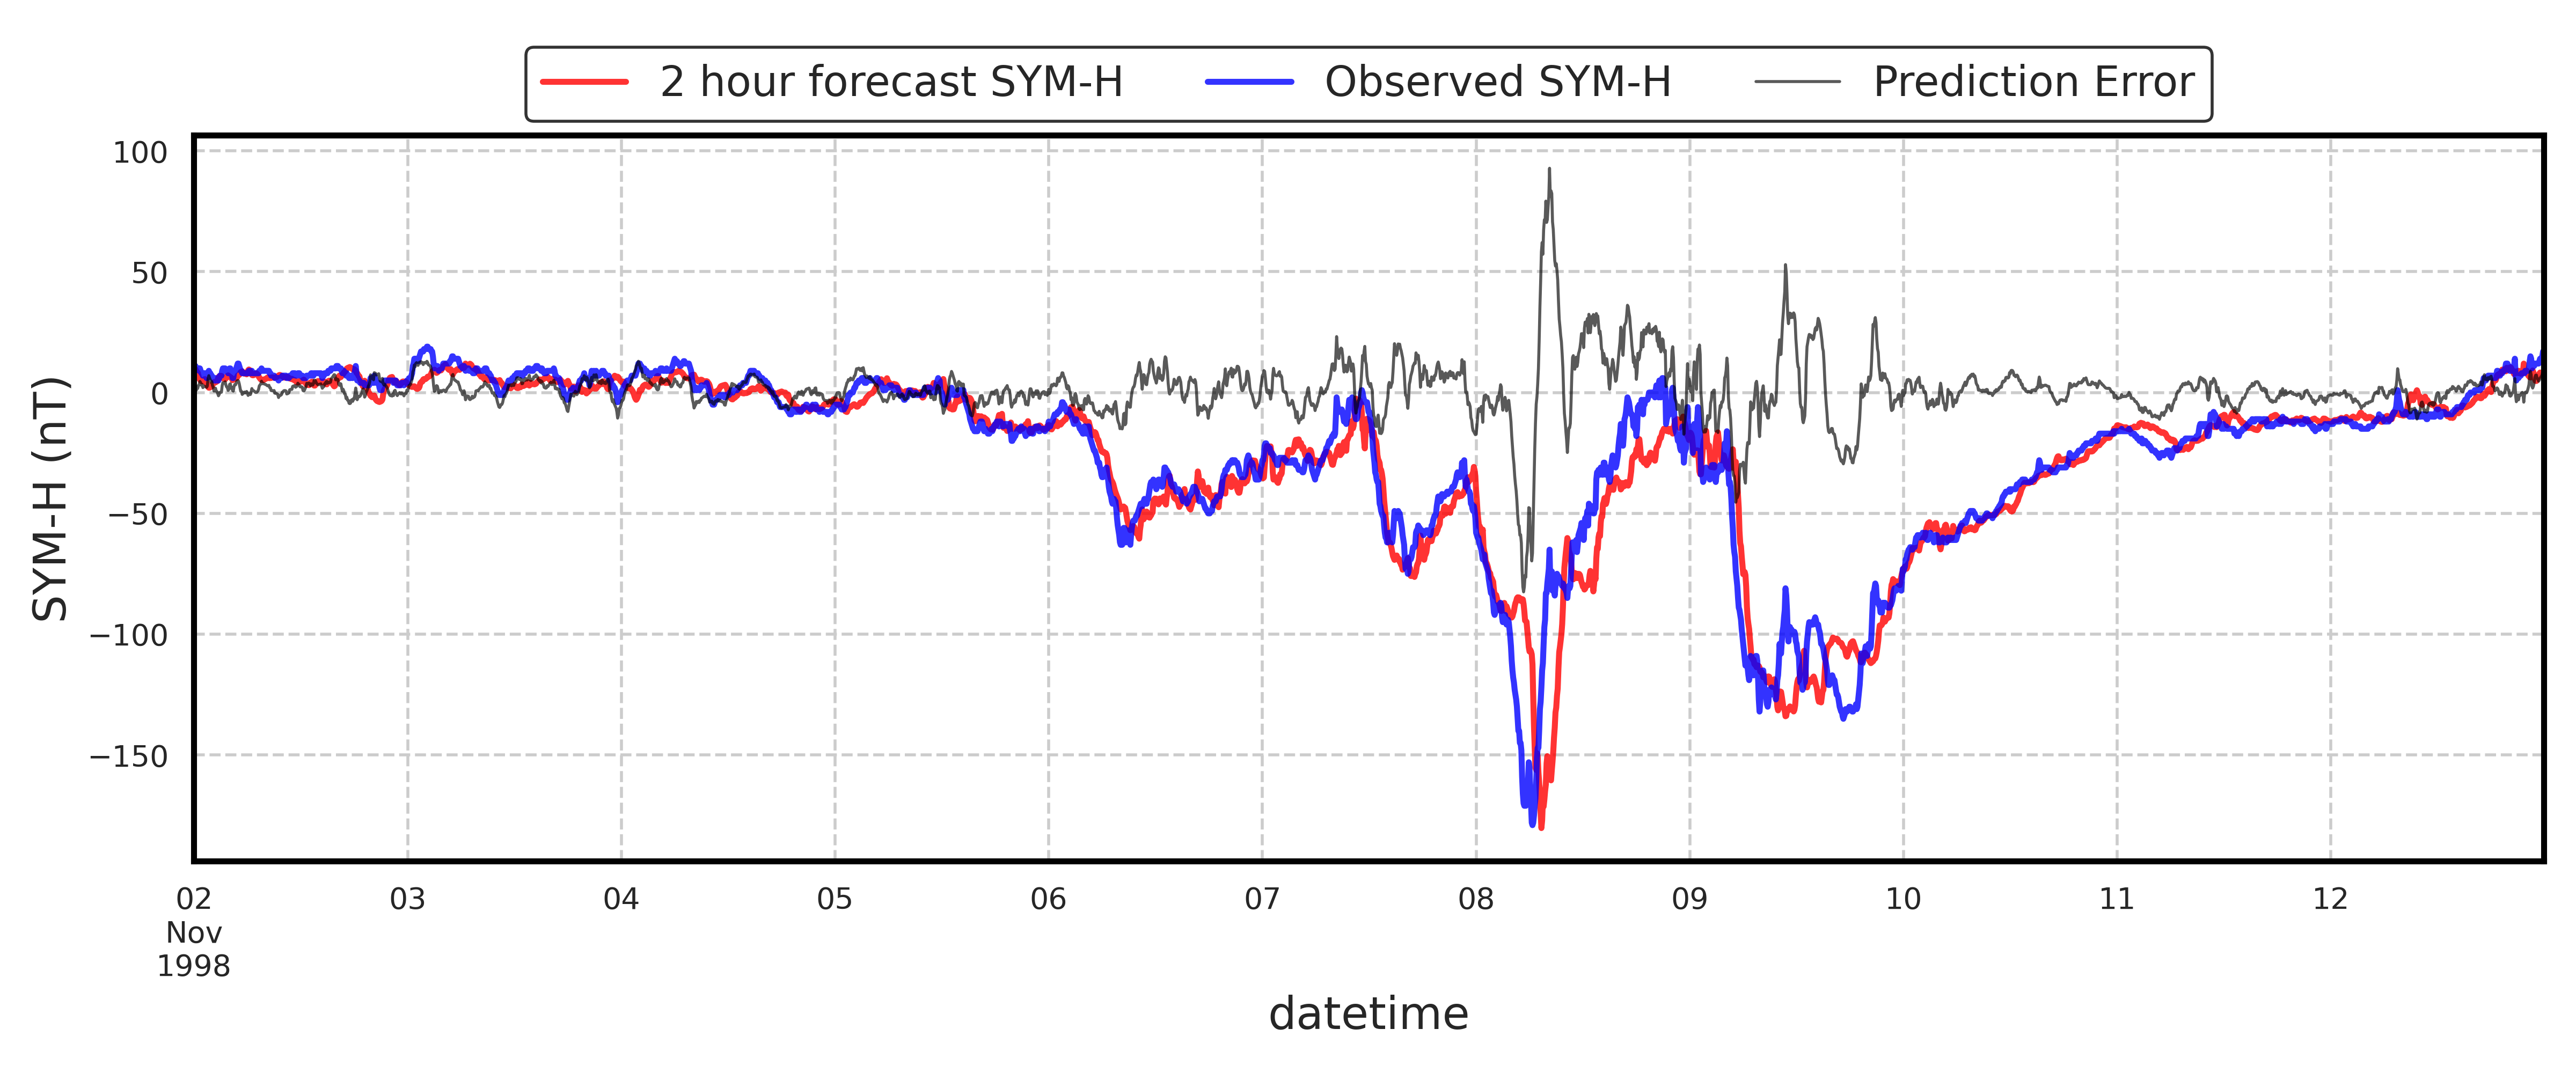 2 hour forecast SYM-H Observed SYM-H Prediction Error
SYM-H (nT)
100
50
0
−50
−100
−150
02 03 04 05 06 07 08 09 10 11 12
Nov
1998
datetime